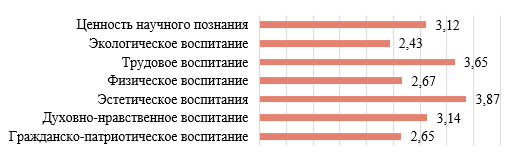 Ценность научного познания 3,12
Экологическое воспитание 2,43
Трудовое воспитание 3,65
Физическое воспитание 2,67
Эстетическое воспитания 3,87
Духовно-нравственное воспитание 3,14
Гражданско-патриотическое воспитание 2,65